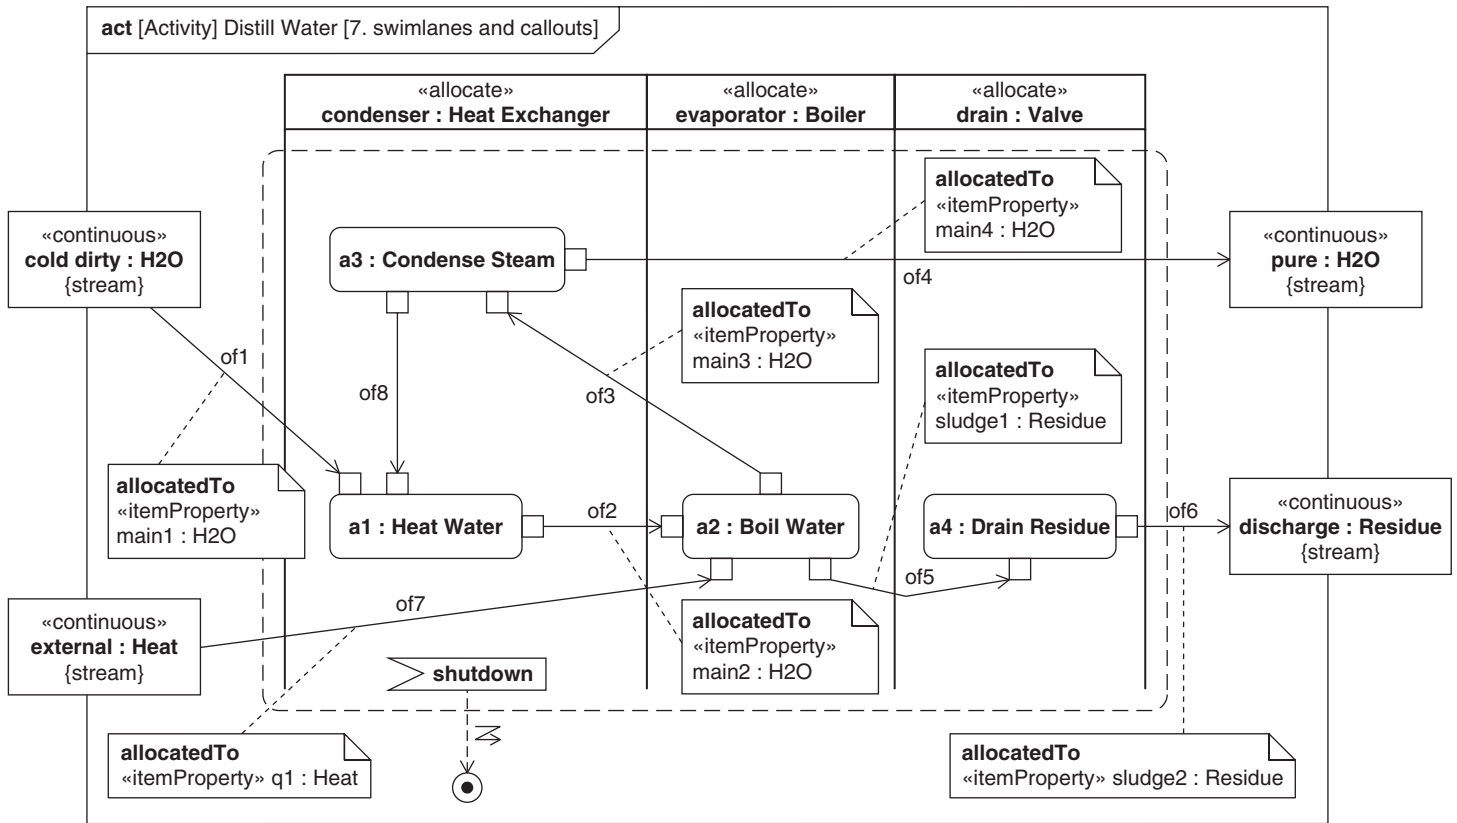 act [Activity] Distill Water [7. swimlanes and callouts]
«allocate»
condenser : Heat Exchanger
«allocate»
evaporator : Boiler
«allocate»
drain : Valve
allocatedTo
«itemProperty»
main4 : H2O
«continuous»
cold dirty : H2O
{stream}
a3 : Condense Steam
of4
«continuous»
pure : H2O
{stream}
allocatedTo
«itemProperty»
main3 : H2O
of1
of8
of3
allocatedTo
«itemProperty»
sludge1 : Residue
allocatedTo
«itemProperty»
main1 : H2O
a1 : Heat Water
of2
a2 : Boil Water
a4 : Drain Residue
of6
«continuous»
discharge : Residue
{stream}
of5
of7
«continuous»
external : Heat
{stream}
allocatedTo
«itemProperty»
main2 : H2O
shutdown
allocatedTo
«itemProperty» q1 : Heat
allocatedTo
«itemProperty» sludge2 : Residue